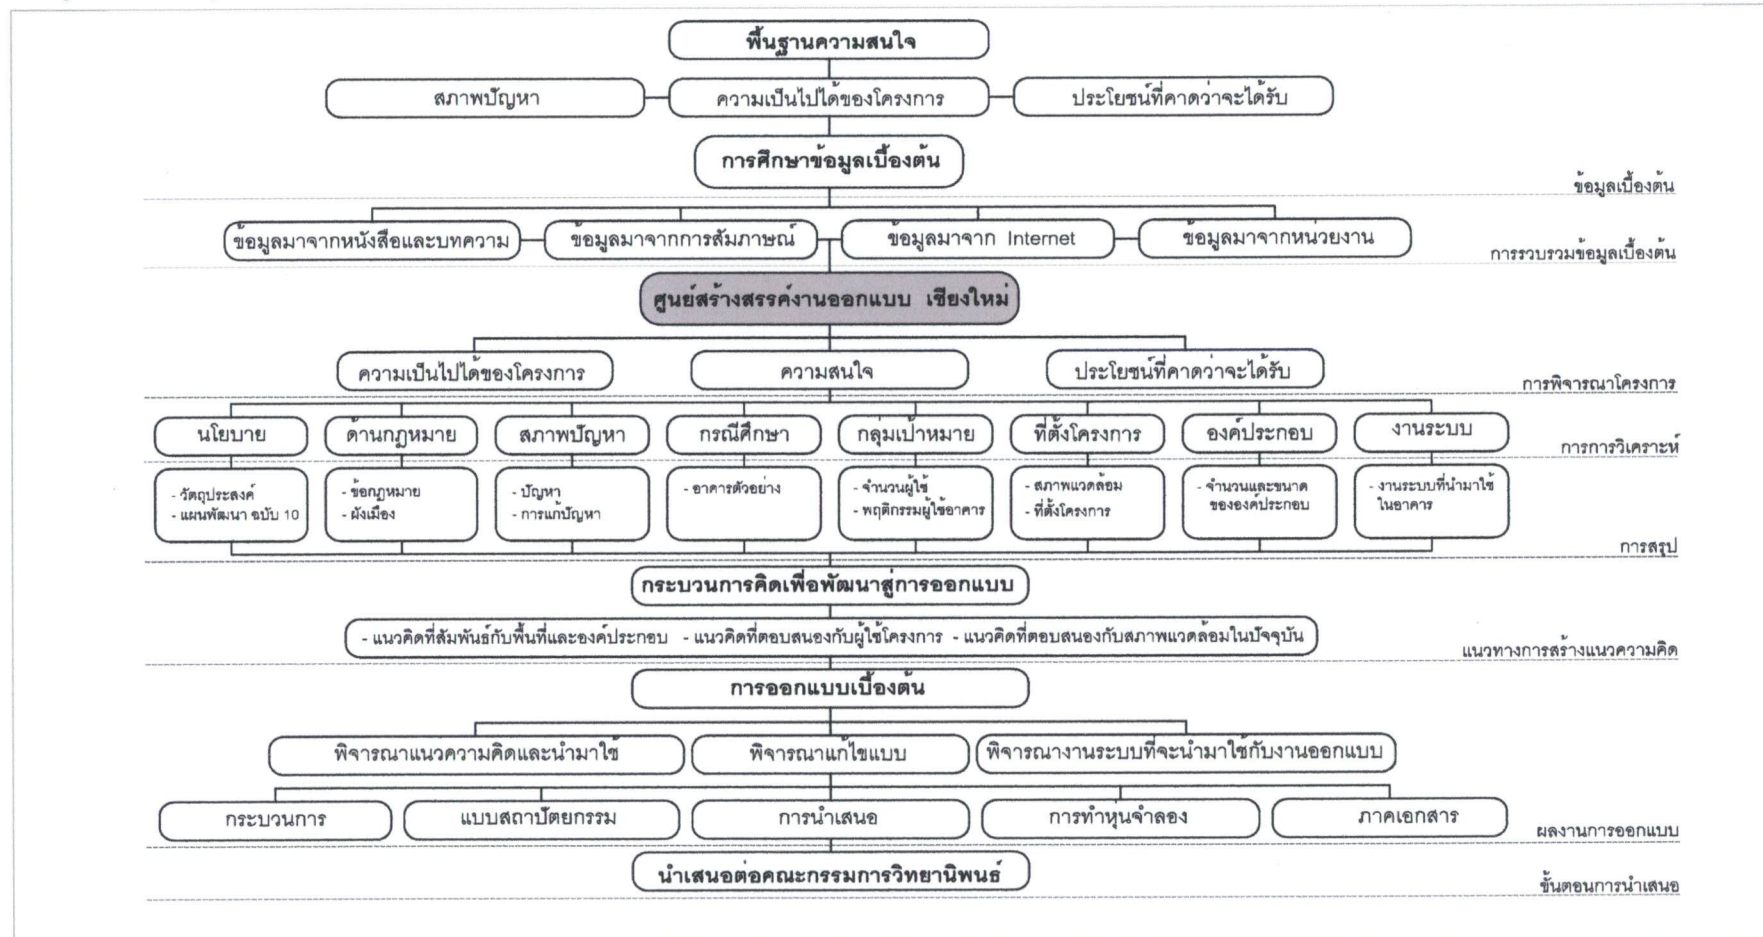 พื้นฐานความสนใจ
สภาพปัญหา
ความเป็นไปได้ของโครงการ
ประโยชน์ที่คาดว่าจะได้รับ
การศึกษาข้อมูลเบื้องต้น
ข้อมูลเบื้องต้น
ข้อมูลมาจากหนังสือและบทความ
ข้อมูลมาจากการสัมภาษณ์
ข้อมูลมาจาก Internet
ข้อมูลมาจากหน่วยงาน
การรวบรวมข้อมูลเบื้องต้น
ศูนย์สร้างสรรค์งานออกแบบ เชียงใหม่
ความเป็นไปได้ของโครงการ
ความสนใจ
ประโยชน์ที่คาดว่าจะได้รับ
การพิจารณาโครงการ
นโยบาย
ด้านกฎหมาย
สภาพปัญหา
กรณีศึกษา
กลุ่มเป้าหมาย
ที่ตั้งโครงการ
องค์ประกอบ
งานระบบ
การการวิเคราะห์
- วัตถุประสงค์
- แผนพัฒนา ฉบับ 10
- ข้อกฎหมาย
- ผังเมือง
- ปัญหา
- การแก้ปัญหา
- อาคารตัวอย่าง
- จำนวนผู้ใช้
- พฤติกรรมผู้ใช้อาคาร
- สภาพแวดล้อม
- ที่ตั้งโครงการ
- จำนวนและขนาด
ขององค์ประกอบ
- งานระบบที่นำมาใช้
ในอาคาร
การสรุป
กระบวนการคิดเพื่อพัฒนาสู่การออกแบบ
- แนวคิดที่สัมพันธ์กับพื้นที่และองค์ประกอบ - แนวคิดที่ตอบสนองกับผู้ใช้โครงการ - แนวคิดที่ตอบสนองกับสภาพแวดล้อมในปัจจุบัน
แนวทางการสร้างแนวความคิด
การออกแบบเบื้องต้น
พิจารณาแนวความคิดและนำมาใช้
พิจารณาแก้ไขแบบ
พิจารณางานระบบที่จะนำมาใช้กับงานออกแบบ
กระบวนการ
แบบสถาปัตยกรรม
การนำเสนอ
การทำหุ่นจำลอง
ภาคเอกสาร
ผลงานการออกแบบ
นำเสนอต่อคณะกรรมการวิทยานิพนธ์
ขั้นตอนการนำเสนอ